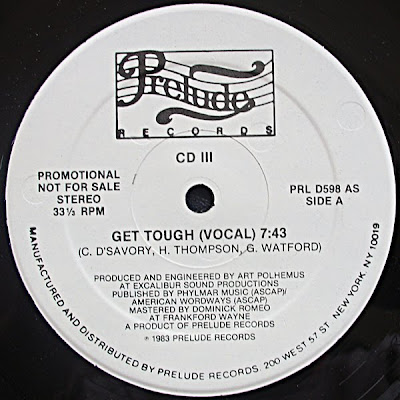 Prelude
RECORDS
CD III
PROMOTIONAL
NOT FOR SALE
STEREO
33⅓ RPM
PRL D598 AS
SIDE A
GET TOUGH (VOCAL) 7:43
(C. D'SAVORY, H. THOMPSON, G. WATFORD)
PRODUCED AND ENGINEERED BY ART POLHEMUS
AT EXCALIBUR SOUND PRODUCTIONS
PUBLISHED BY PHYLMAR MUSIC (ASCAP)/
AMERICAN WORDWAYS (ASCAP)
MASTERED BY DOMINICK ROMEO
AT FRANKFORD WAYNE
A PRODUCT OF PRELUDE RECORDS
℗ 1983 PRELUDE RECORDS
MANUFACTURED AND DISTRIBUTED BY PRELUDE RECORDS, 200 WEST 57 ST. NEW YORK, NY 10019